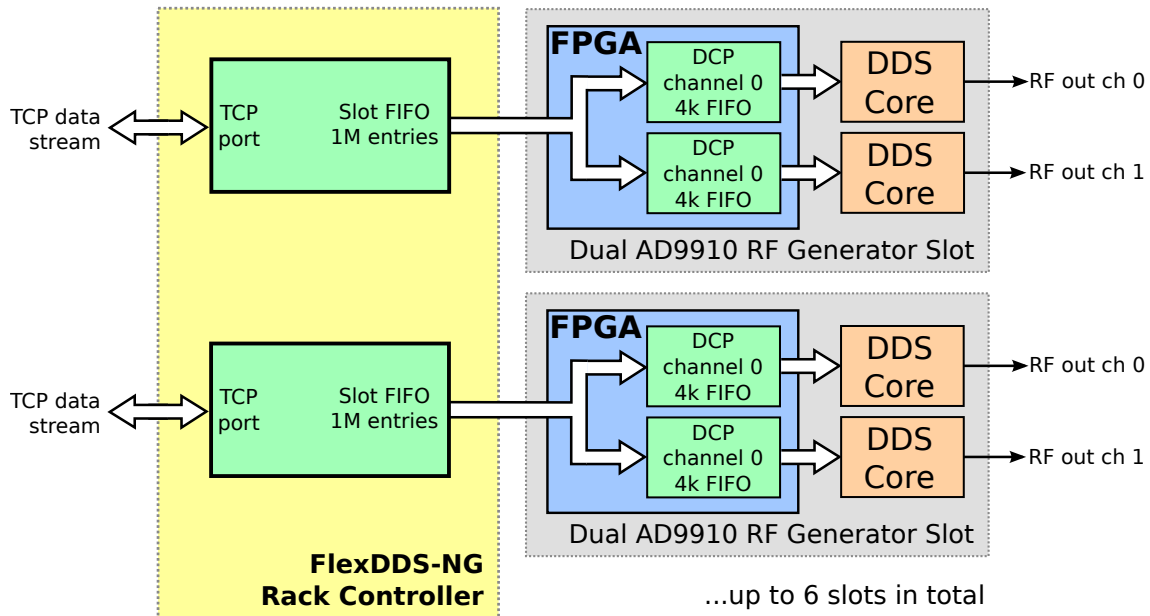 TCP data
stream
TCP
port
Slot FIFO
1M entries
FPGA
DCP
channel 0
4k FIFO
DDS
Core
RF out ch 0
DCP
channel 0
4k FIFO
DDS
Core
RF out ch 1
Dual AD9910 RF Generator Slot
TCP data
stream
TCP
port
Slot FIFO
1M entries
FPGA
DCP
channel 0
4k FIFO
DDS
Core
RF out ch 0
DCP
channel 0
4k FIFO
DDS
Core
RF out ch 1
Dual AD9910 RF Generator Slot
FlexDDS-NG
Rack Controller
...up to 6 slots in total